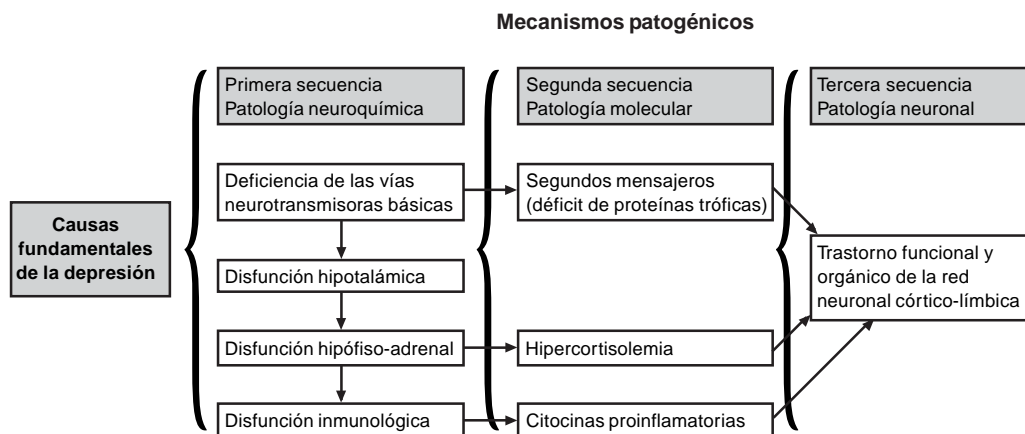 Mecanismos patogénicos
Primera secuencia
Patología neuroquímica
Segunda secuencia
Patología molecular
Tercera secuencia
Patología neuronal
Causas
fundamentales
de la depresión
Deficiencia de las vías
neurotransmisoras básicas
Segundos mensajeros
(déficit de proteínas tróficas)
Disfunción hipotalámica
Trastorno funcional y
orgánico de la red
neuronal córtico-límbica
Disfunción hipófiso-adrenal
Hipercortisolemia
Disfunción inmunológica
Citocinas proinflamatorias